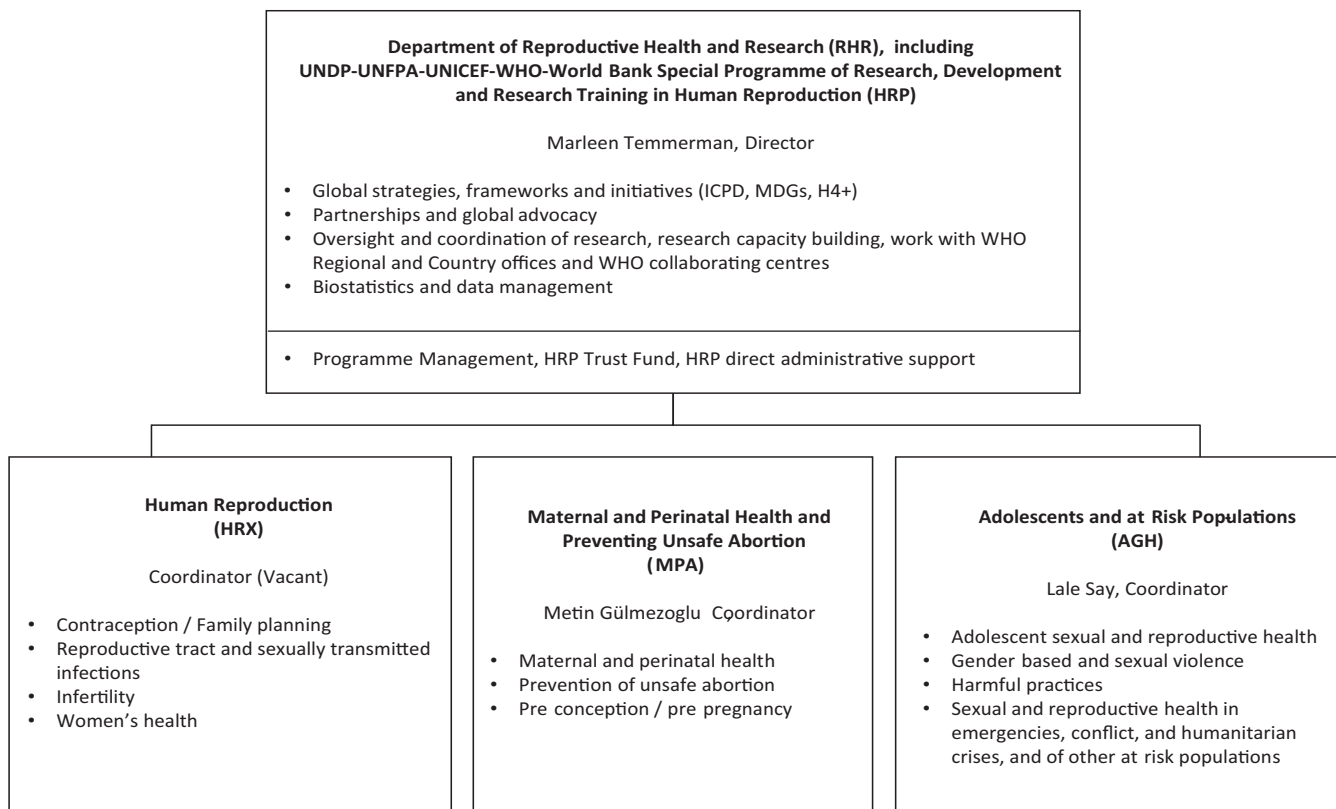 Department of Reproductive Health and Research (RHR), including
UNDP-UNFPA-UNICEF-WHO-World Bank Special Programme of Research, Development
and Research Training in Human Reproduction (HRP)
Marleen Temmerman, Director
• Global strategies, frameworks and initiatives (ICPD, MDGs, H4+)
• Partnerships and global advocacy
• Oversight and coordination of research, research capacity building, work with WHO
Regional and Country offices and WHO collaborating centres
• Biostatistics and data management
• Programme Management, HRP Trust Fund, HRP direct administrative support
Human Reproduction
(HRX)
Coordinator (Vacant)
• Contraception / Family planning
• Reproductive tract and sexually transmitted
infections
• Infertility
• Women's health
Maternal and Perinatal Health and
Preventing Unsafe Abortion
(MPA)
Metin Gülmezoglu, Coordinator
• Maternal and perinatal health
• Prevention of unsafe abortion
• Pre conception / pre pregnancy
Adolescents and at Risk Populations
(AGH)
Lale Say, Coordinator
• Adolescent sexual and reproductive health
• Gender based and sexual violence
• Harmful practices
• Sexual and reproductive health in
emergencies, conflict, and humanitarian
crises, and of other at risk populations